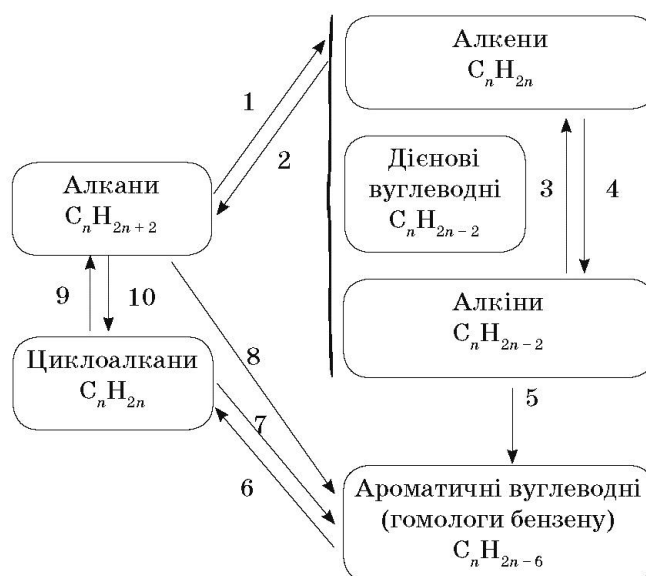 Алкени
CₙH₂ₙ
1
2
Дієнові
вуглеводні
CₙH₂ₙ₋₂
3
4
Алкани
CₙH₂ₙ₊₂
Алкіни
CₙH₂ₙ₋₂
9
10
8
Циклоалкани
CₙH₂ₙ
5
7
6
Ароматичні вуглеводні
(гомологи бензену)
CₙH₂ₙ₋₆